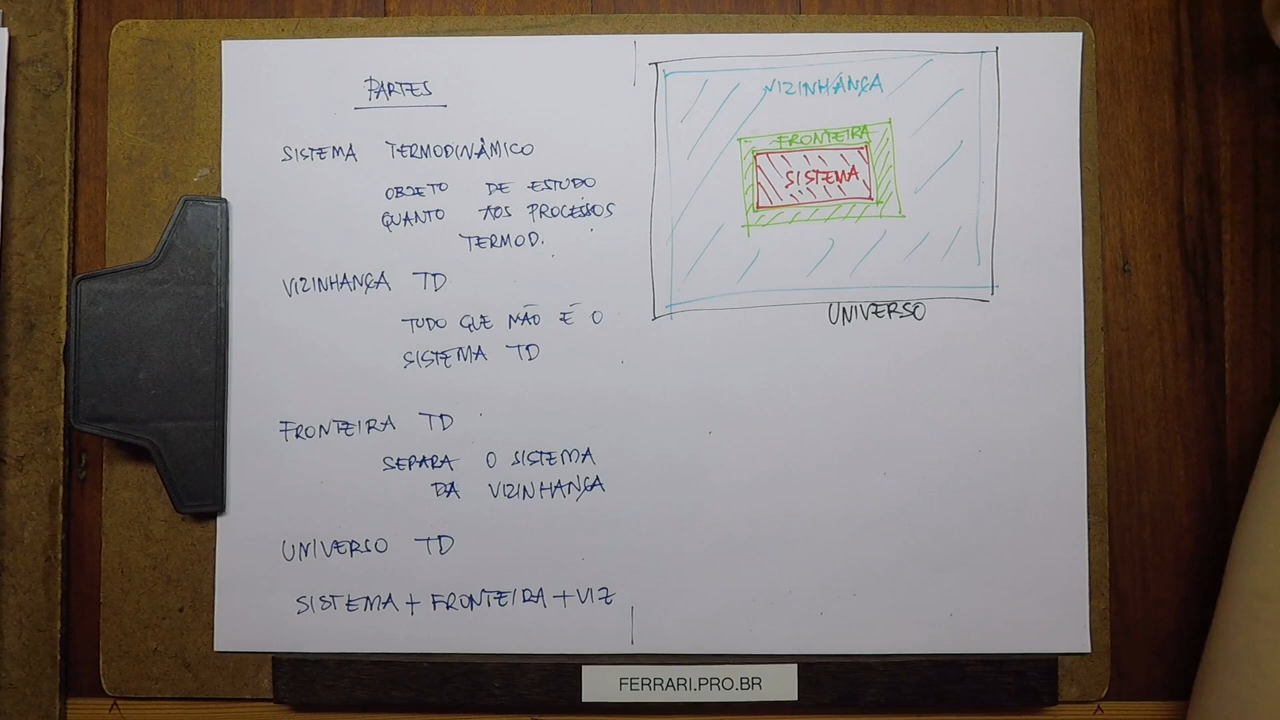 PARTES
SISTEMA TERMODINÂMICO
OBJETO DE ESTUDO
QUANTO AOS PROCESSOS
TERMOD.
VIZINHANÇA TD
TUDO QUE NÃO É O
SISTEMA TD
FRONTEIRA TD
SEPARA O SISTEMA
DA VIZINHANÇA
UNIVERSO TD
SISTEMA + FRONTEIRA + VIZ
VIZINHANÇA
FRONTEIRA
SISTEMA
UNIVERSO
FERRARI.PRO.BR